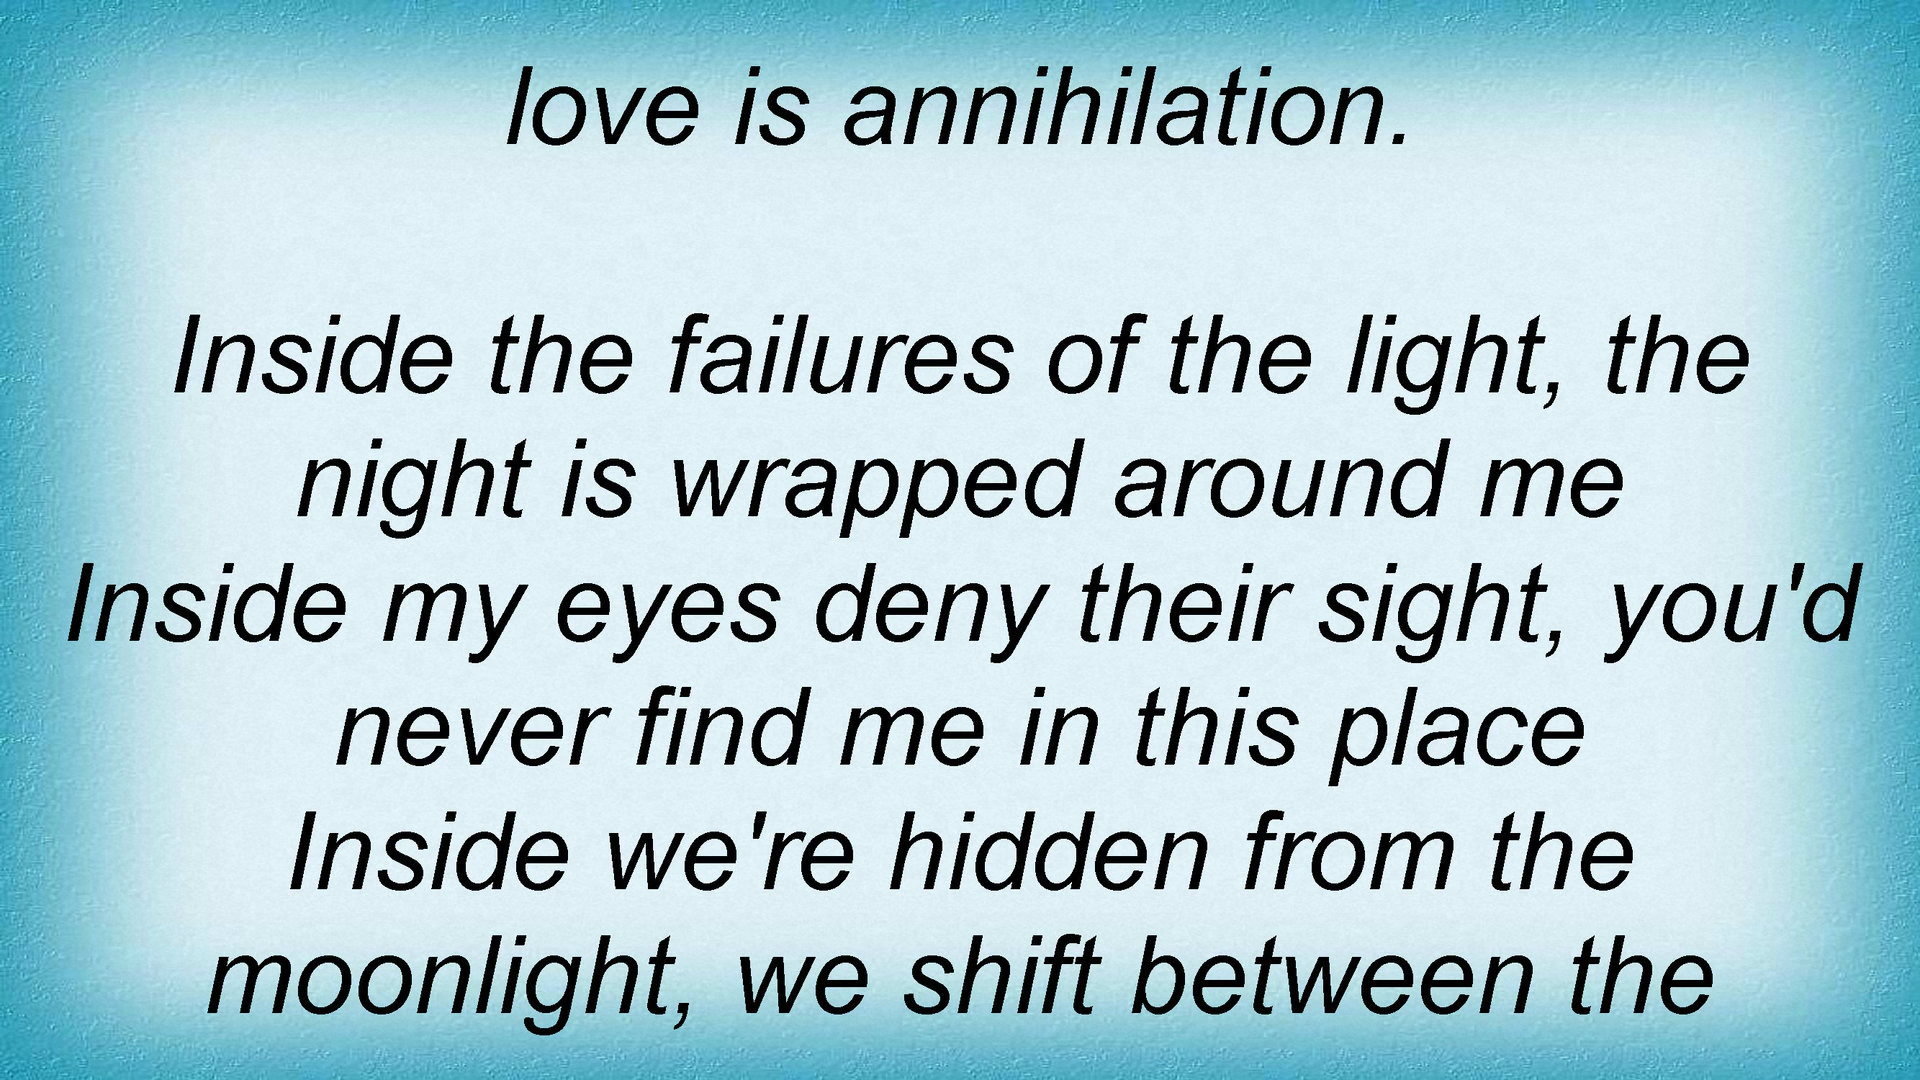 love is annihilation.
Inside the failures of the light, the
night is wrapped around me
Inside my eyes deny their sight, you'd
never find me in this place
Inside we're hidden from the
moonlight, we shift between the